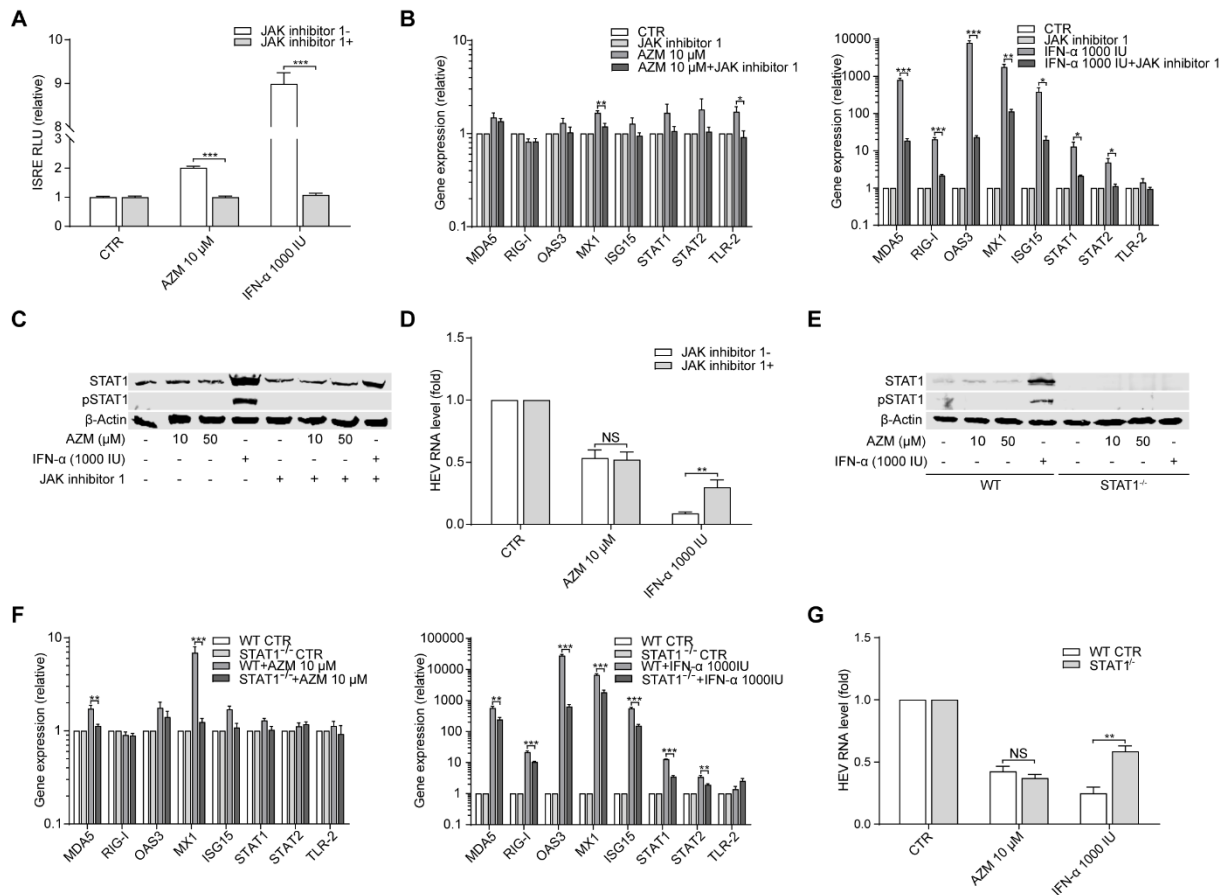 A
JAK inhibitor 1-
JAK inhibitor 1+
ISRE RLU (relative)
10
9
8
3
2
1
0
***
***
CTR
AZM 10 µM
IFN-α 1000 IU
B
Gene expression (relative)
10
1
0.1
CTR
JAK inhibitor 1
AZM 10 µM
AZM 10 µM+JAK inhibitor 1
**
*
MDA5
RIG-I
OAS3
MX1
ISG15
STAT1
STAT2
TLR-2
Gene expression (relative)
10000
1000
100
10
1
0.1
CTR
JAK inhibitor 1
IFN-α 1000 IU
IFN-α 1000 IU+JAK inhibitor 1
***
***
***
**
*
*
*
MDA5
RIG-I
OAS3
MX1
ISG15
STAT1
STAT2
TLR-2
C
STAT1
pSTAT1
β-Actin
AZM (µM) - 10 50 - - 10 50 -
IFN-α (1000 IU) - - - + - - - +
JAK inhibitor 1 - - - - + + + +
D
HEV RNA level (fold)
1.5
1.0
0.5
0.0
JAK inhibitor 1-
JAK inhibitor 1+
NS
**
CTR
AZM 10 µM
IFN-α 1000 IU
E
STAT1
pSTAT1
β-Actin
AZM (µM) - 10 50 - - 10 50 -
IFN-α (1000 IU) - - - + - - - +
WT STAT1-/-
F
Gene expression (relative)
10
1
0.1
WT CTR
STAT1-/- CTR
WT+AZM 10 µM
STAT1-/-+AZM 10 µM
**
***
MDA5
RIG-I
OAS3
MX1
ISG15
STAT1
STAT2
TLR-2
Gene expression (relative)
100000
10000
1000
100
10
1
0.1
WT CTR
STAT1-/- CTR
WT+IFN-α 1000IU
STAT1-/-+IFN-α 1000IU
**
***
***
***
***
***
**
MDA5
RIG-I
OAS3
MX1
ISG15
STAT1
STAT2
TLR-2
G
HEV RNA level (fold)
1.5
1.0
0.5
0.0
WT CTR
STAT1/-
NS
**
CTR
AZM 10 µM
IFN-α 1000 IU